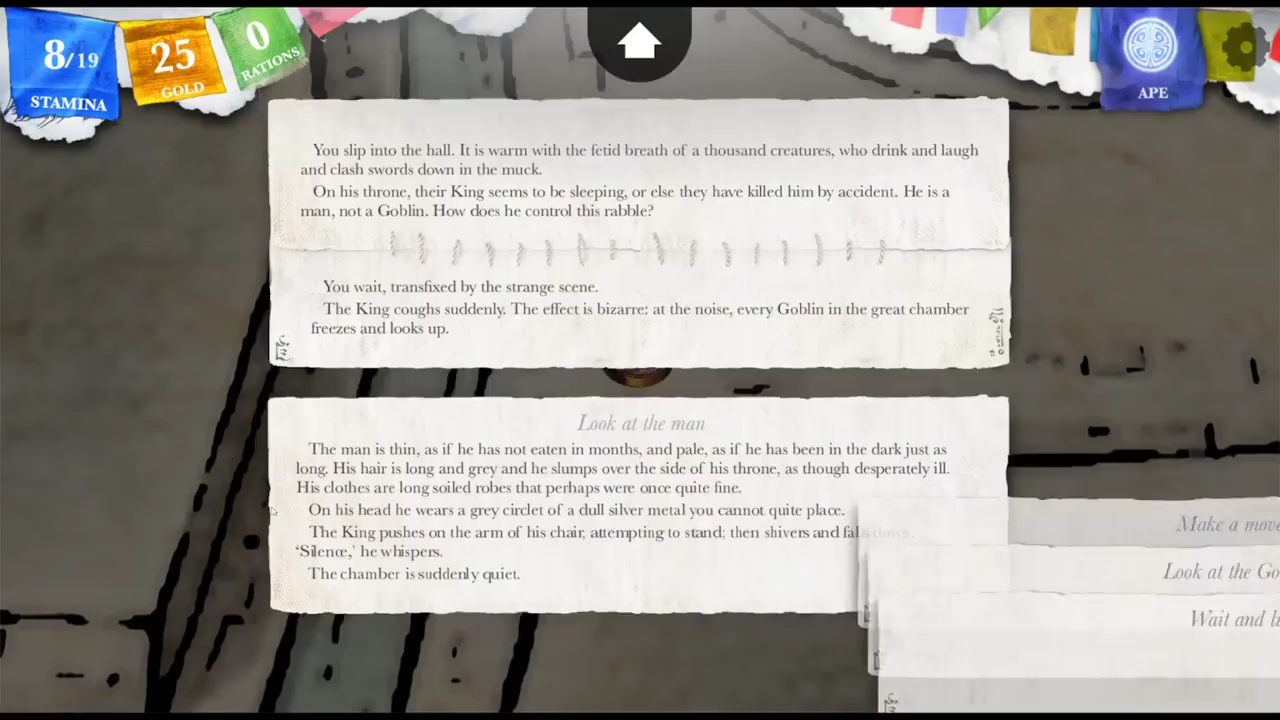 8/19
STAMINA
25
GOLD
0
RATIONS
APE
You slip into the hall. It is warm with the fetid breath of a thousand creatures, who drink and laugh
and clash swords down in the muck.
On his throne, their King seems to be sleeping, or else they have killed him by accident. He is a
man, not a Goblin. How does he control this rabble?
You wait, transfixed by the strange scene.
The King coughs suddenly. The effect is bizarre: at the noise, every Goblin in the great chamber
freezes and looks up.
Look at the man
The man is thin, as if he has not eaten in months, and pale, as if he has been in the dark just as
long. His hair is long and grey and he slumps over the side of his throne, as though desperately ill.
His clothes are long soiled robes that perhaps were once quite fine.
On his head he wears a grey circlet of a dull silver metal you cannot quite place.
The King pushes on the arm of his chair, attempting to stand; then shivers and falls down.
‘Silence,’ he whispers.
The chamber is suddenly quiet.
Make a move
Look at the Go
Wait and